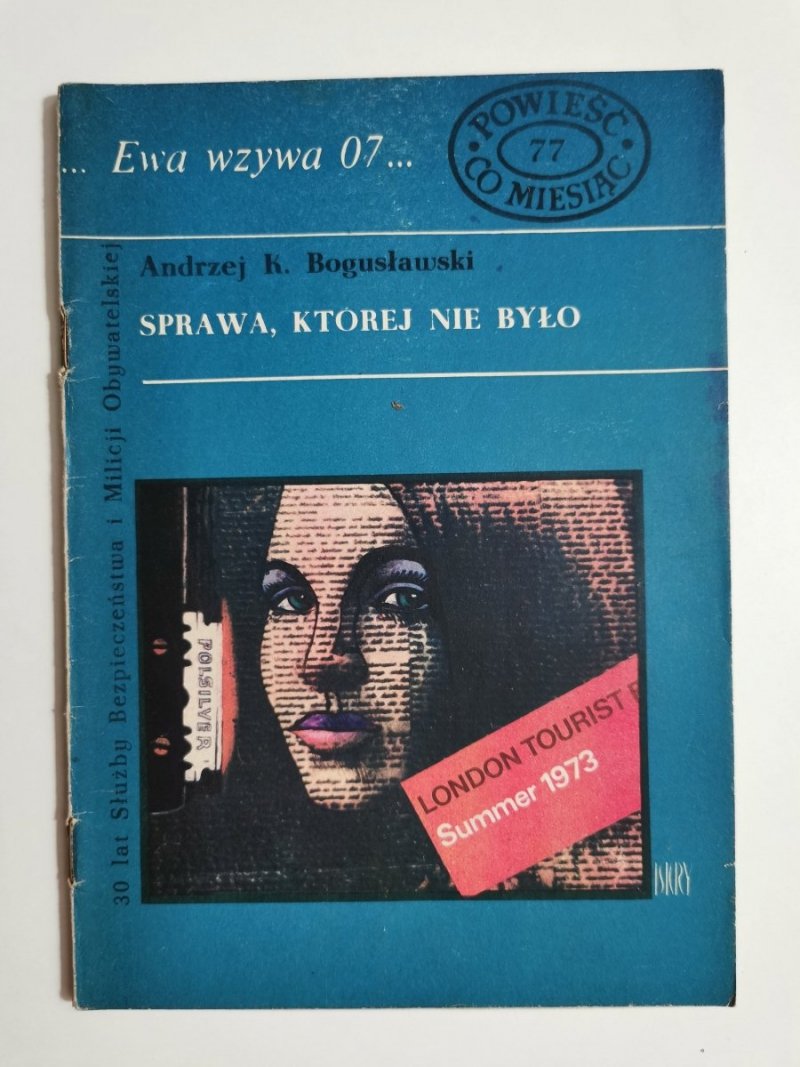 ... Ewa wzywa 07...
• POWIEŚĆ •
77
CO MIESIĄC
Andrzej K. Bogusławski
SPRAWA, KTÓREJ NIE BYŁO
30 lat Służby Bezpieczeństwa i Milicji Obywatelskiej
POLSILVER
LONDON TOURIST
Summer 1973
ISKRY